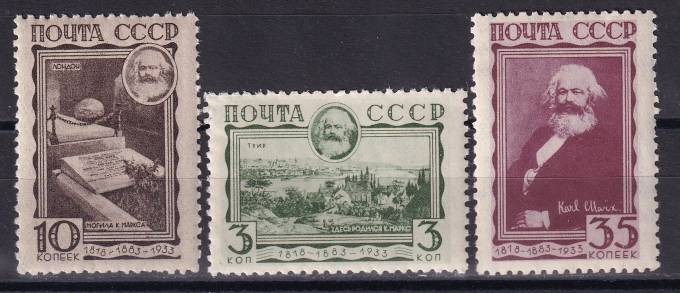 ПОЧТА СССР
ЛОНДОН
МОГИЛА К. МАРКСА
10
КОПЕЕК
1818-1883-1933
ПОЧТА СССР
ТРИР
ЗДЕСЬ РОДИЛСЯ К. МАРКС
3 3
КОП КОП
1818-1883-1933
ПОЧТА СССР
Karl Marx.
1818-1883-1933
35
КОПЕЕК